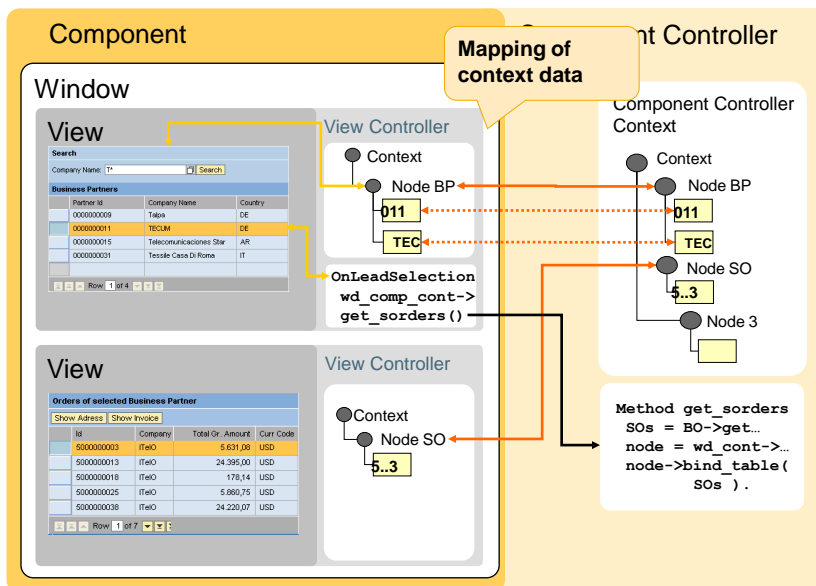 Component
Mapping of
context data
nt Controller
Window
View
Search
Company Name: T*
Search
Business Partners
Partner Id Company Name Country
0000000009 Talpa DE
0000000011 TECUM DE
0000000015 Telecomunicaciones Star AR
0000000031 Tessile Casa Di Roma IT
Row 1 of 4
View Controller
Context
Node BP
011
TEC
OnLeadSelection
wd_comp_cont->
get_sorders()
Component Controller
Context
Context
Node BP
011
TEC
Node SO
5..3
Node 3
View
Orders of selected Business Partner
Show Adress Show Invoice
Id Company Total Gr. Amount Curr Code
5000000003 ITelO 5.631,08 USD
5000000013 ITelO 24.395,00 USD
5000000018 ITelO 178,14 USD
5000000025 ITelO 5.860,75 USD
5000000038 ITelO 24.220,07 USD
Row 1 of 7
View Controller
Context
Node SO
5..3
Method get_sorders
SOs = BO->get…
node = wd_cont->…
node->bind_table(
SOs ).